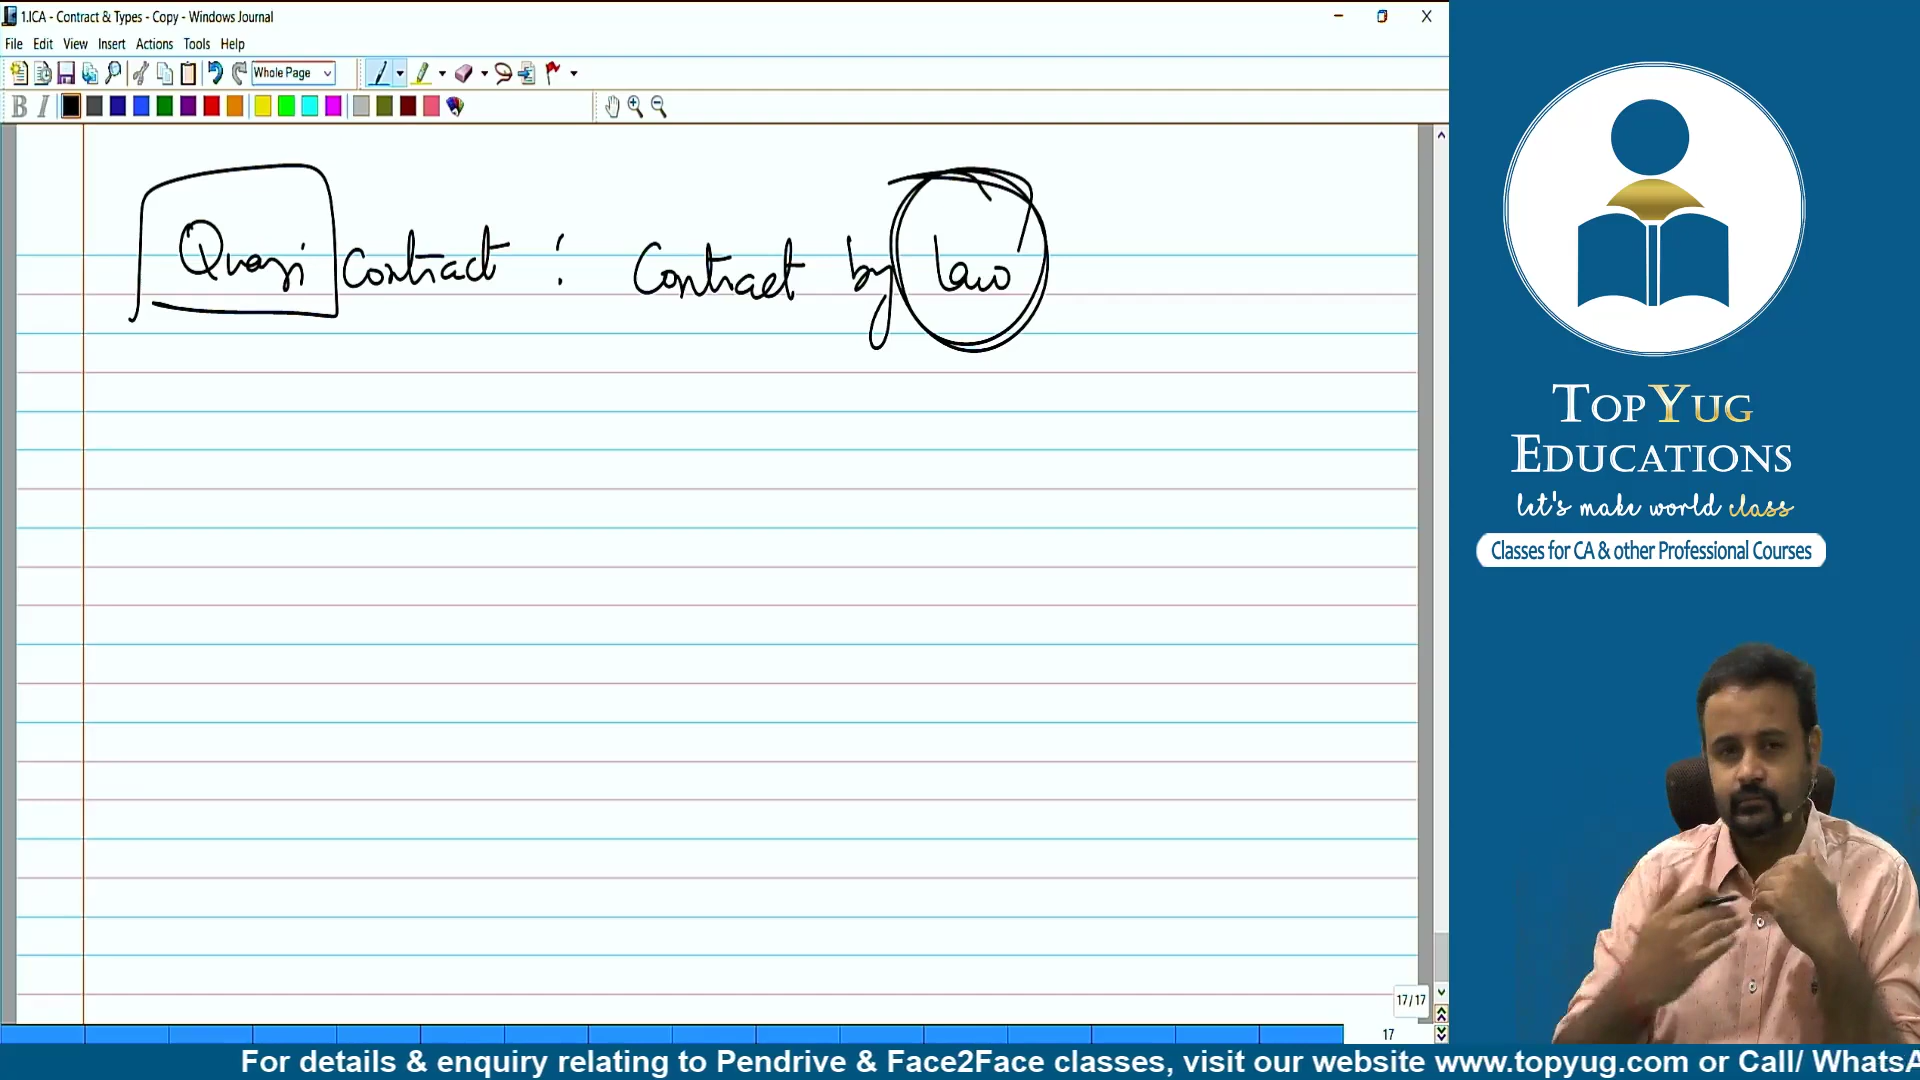 1.ICA - Contract & Types - Copy - Windows Journal
File Edit View Insert Actions Tools Help
Whole Page
B I
Quasi Contract : Contract by law
17/17
17
TOPYUG
EDUCATIONS
let's make world class
Classes for CA & other Professional Courses
For details & enquiry relating to Pendrive & Face2Face classes, visit our website www.topyug.com or Call/ WhatsA